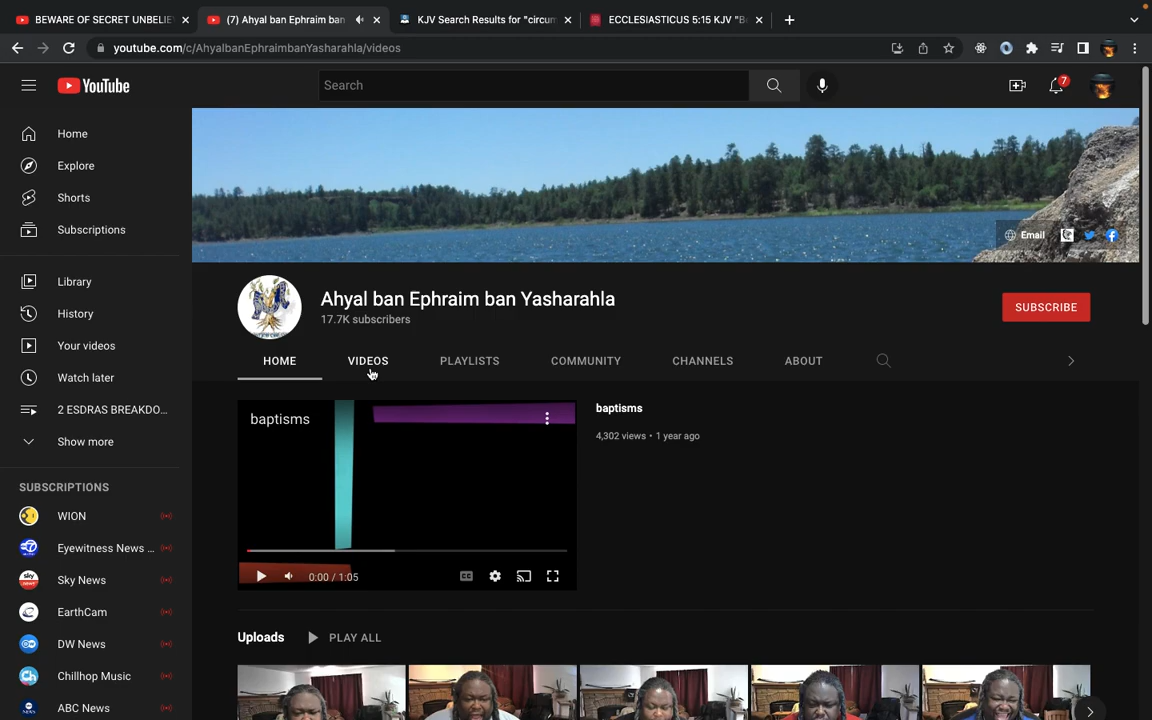 BEWARE OF SECRET UNBELIE
(7) Ahyal ban Ephraim ban
KJV Search Results for "circum
ECCLESIASTICUS 5:15 KJV "Be
youtube.com/c/AhyalbanEphraimbanYasharahla/videos
YouTube
Search
7
Home
Explore
Shorts
Subscriptions
Library
History
Your videos
Watch later
2 ESDRAS BREAKDO...
Show more
SUBSCRIPTIONS
WION
Eyewitness News ...
Sky News
EarthCam
DW News
Chillhop Music
ABC News
Email
Ahyal ban Ephraim ban Yasharahla
17.7K subscribers
SUBSCRIBE
HOME VIDEOS PLAYLISTS COMMUNITY CHANNELS ABOUT
baptisms
0:00 / 1:05
baptisms
4,302 views • 1 year ago
Uploads PLAY ALL